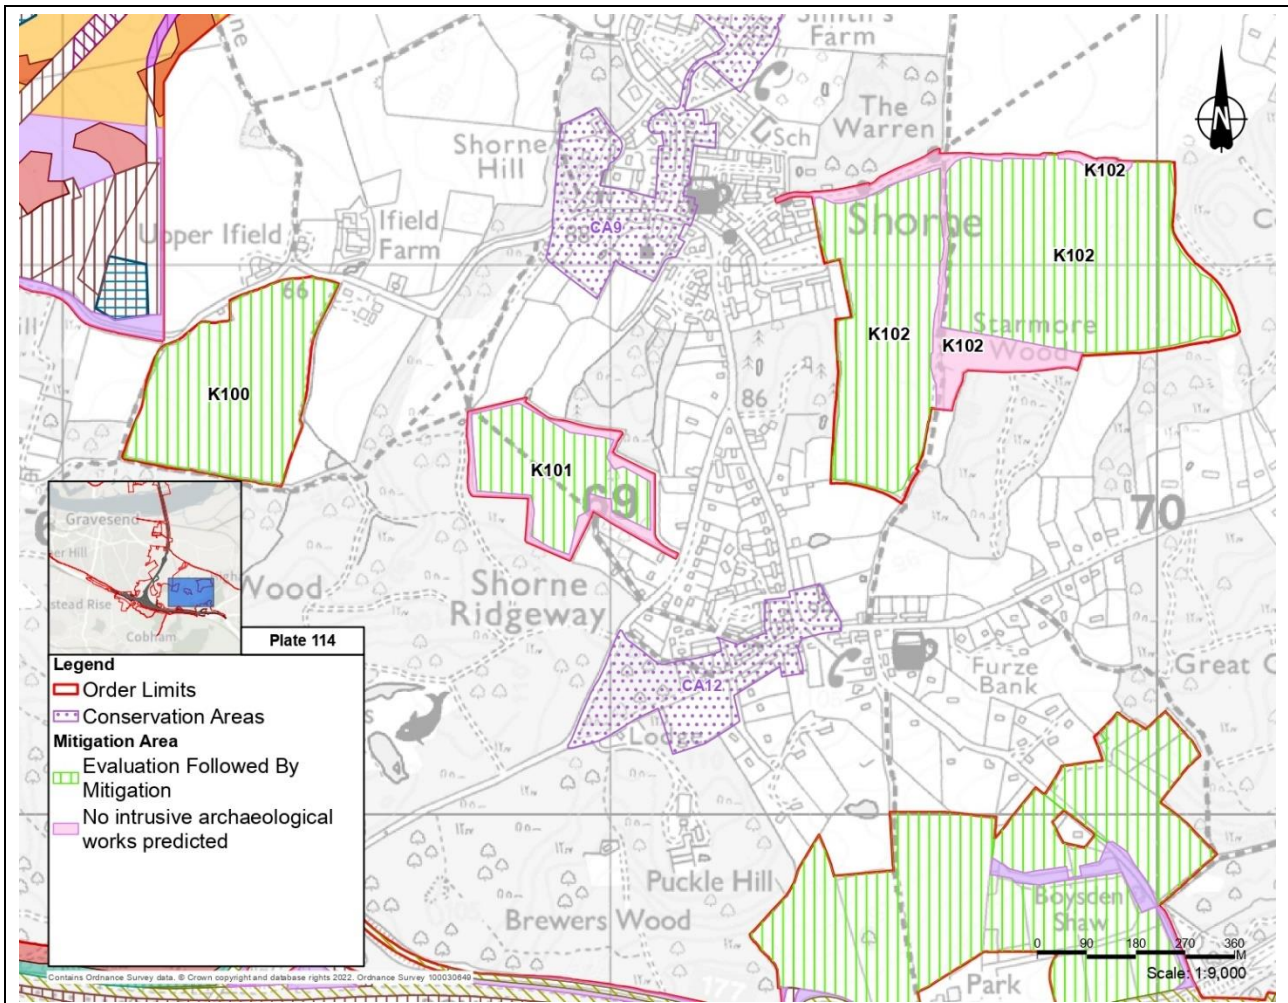 Smith's
Farm
The
Warren
Sch
Shorne
Hill
K102
Upper Ifield
Ifield
Farm
CA9
88
Shorne
K102
66
Starmore
Wood
K102
K102
K100
86
K101
69
70
Gravesend
Wood
Shorne
Ridgeway
Cobham
Plate 114
Legend
Order Limits
Conservation Areas
Mitigation Area
Evaluation Followed By
Mitigation
No intrusive archaeological
works predicted
Furze
Bank
Great
CA12
Puckle Hill
Brewers Wood
Boysden
Shaw
0 90 180 270 360
M
Scale: 1:9,000
Park
177
N
Contains Ordnance Survey data. © Crown copyright and database rights 2022. Ordnance Survey 100030649